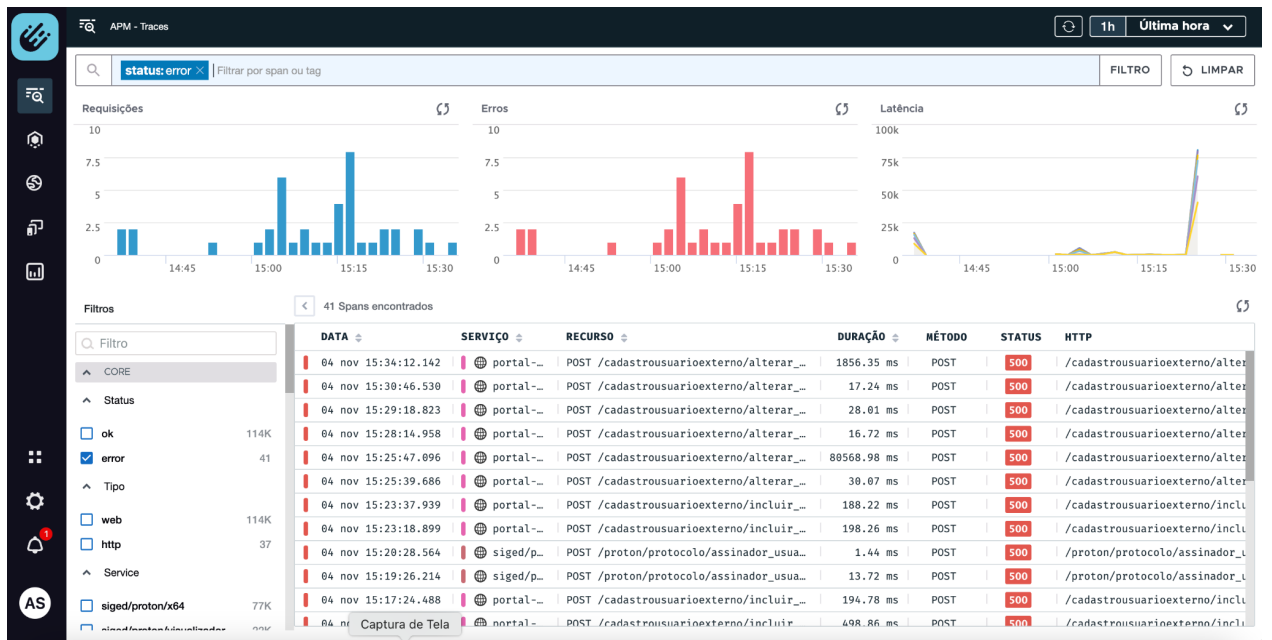 APM - Traces
1h Última hora
status:error × Filtrar por span ou tag FILTRO LIMPAR
Requisições
10
7.5
5
2.5
0
14:45 15:00 15:15 15:30
Erros
10
7.5
5
2.5
0
14:45 15:00 15:15 15:30
Latência
100k
75k
50k
25k
0
14:45 15:00 15:15 15:30
Filtros
Filtro
CORE
Status
ok 114K
error 41
Tipo
web 114K
http 37
Service
siged/proton/x64 77K
1
AS
41 Spans encontrados
DATA SERVIÇO RECURSO DURAÇÃO MÉTODO STATUS HTTP
04 nov 15:34:12.142 portal-… POST /cadastrousuarioexterno/alterar_… 1856.35 ms POST 500 /cadastrousuarioexterno/alter
04 nov 15:30:46.530 portal-… POST /cadastrousuarioexterno/alterar_… 17.24 ms POST 500 /cadastrousuarioexterno/alter
04 nov 15:29:18.823 portal-… POST /cadastrousuarioexterno/alterar_… 28.01 ms POST 500 /cadastrousuarioexterno/alter
04 nov 15:28:14.958 portal-… POST /cadastrousuarioexterno/alterar_… 16.72 ms POST 500 /cadastrousuarioexterno/alter
04 nov 15:25:47.096 portal-… POST /cadastrousuarioexterno/alterar_… 80568.98 ms POST 500 /cadastrousuarioexterno/alter
04 nov 15:25:39.686 portal-… POST /cadastrousuarioexterno/alterar_… 30.07 ms POST 500 /cadastrousuarioexterno/alter
04 nov 15:23:37.939 portal-… POST /cadastrousuarioexterno/incluir_… 188.22 ms POST 500 /cadastrousuarioexterno/inclu
04 nov 15:23:18.899 portal-… POST /cadastrousuarioexterno/incluir_… 198.26 ms POST 500 /cadastrousuarioexterno/inclu
04 nov 15:20:28.564 siged/p… POST /proton/protocolo/assinador_usua… 1.44 ms POST 500 /proton/protocolo/assinador_u
04 nov 15:19:26.214 siged/p… POST /proton/protocolo/assinador_usua… 13.72 ms POST 500 /proton/protocolo/assinador_u
04 nov 15:17:24.488 portal-… POST /cadastrousuarioexterno/incluir_… 194.78 ms POST 500 /cadastrousuarioexterno/inclu
04 portal-… POST /cadastrousuarioexterno/incluir 498.86 ms POST 500 /cadastrousuarioexterno/inclu
Captura de Tela